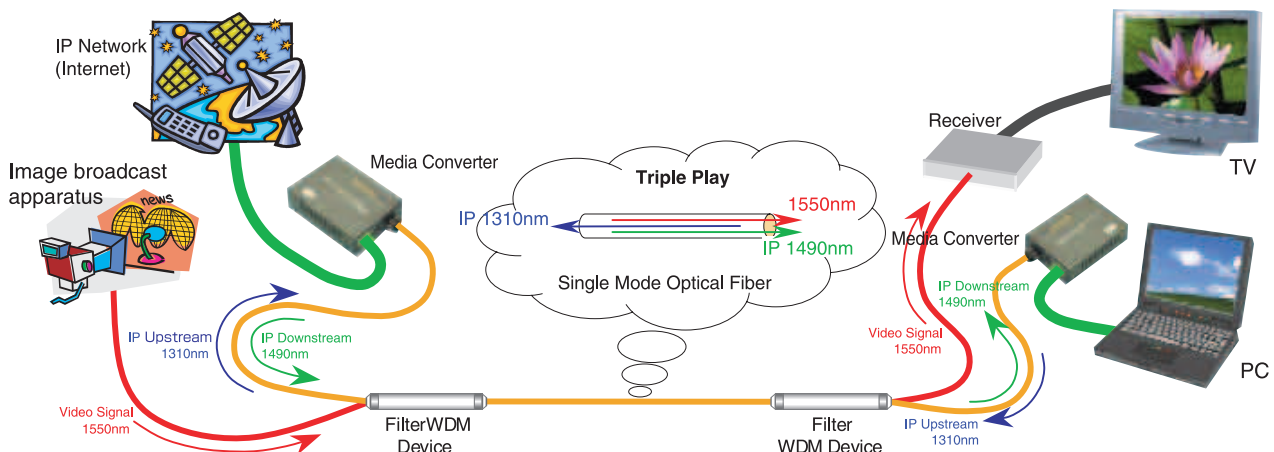 IP Network
(Internet)
Image broadcast
apparatus
news
Media Converter
IP Upstream
1310nm
IP Downstream
1490nm
Video Signal
1550nm
FilterWDM
Device
Triple Play
IP 1310nm
1550nm
IP 1490nm
Single Mode Optical Fiber
Receiver
TV
Media Converter
IP Downstream
1490nm
Video Signal
1550nm
PC
Filter
WDM Device
IP Upstream
1310nm